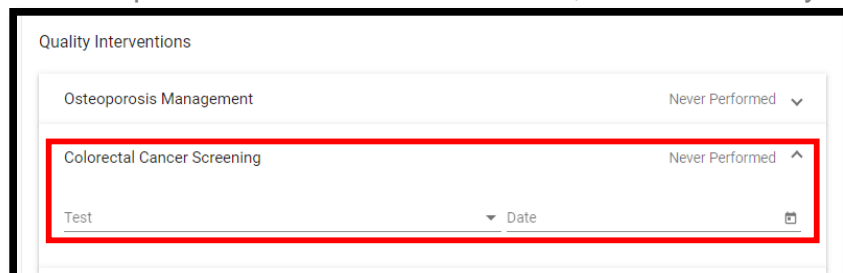 Quality Interventions
Osteoporosis Management Never Performed
Colorectal Cancer Screening Never Performed
Test Date